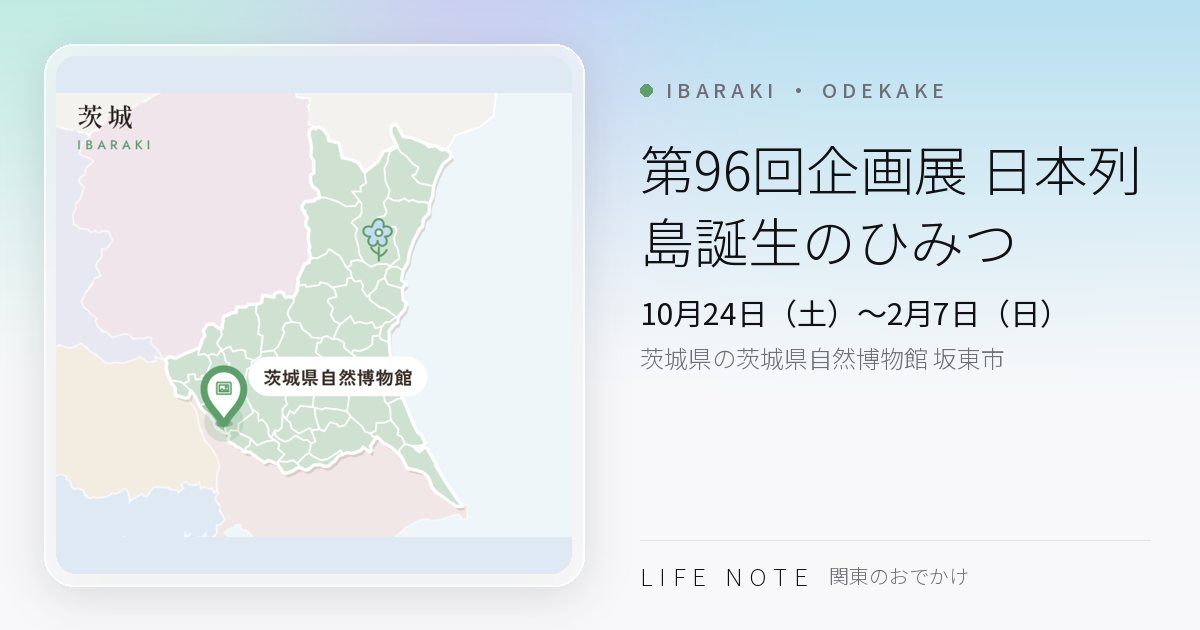 茨城
IBARAKI
茨城県自然博物館
IBARAKI • ODEKAKE
第96回企画展 日本列
島誕生のひみつ
10月24日（土）～2月7日（日）
茨城県の茨城県自然博物館 坂東市
LIFE NOTE 関東のおでかけ